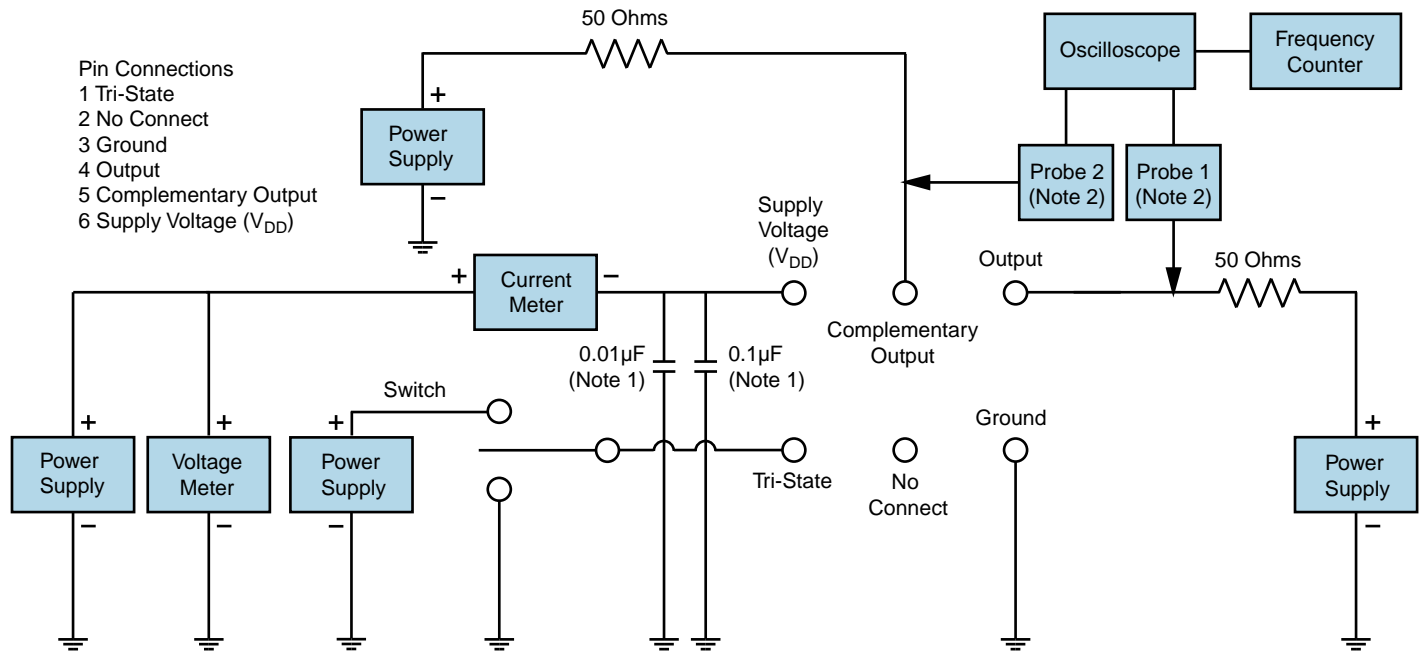 50 Ohms
Oscilloscope
Frequency
Counter
Pin Connections
1 Tri-State
2 No Connect
3 Ground
4 Output
5 Complementary Output
6 Supply Voltage (VDD)
+
Power
Supply
–
Probe 2
(Note 2)
Probe 1
(Note 2)
Supply
Voltage
(VDD)
Output
50 Ohms
+
Current
Meter
–
Complementary
Output
0.01µF
(Note 1)
0.1µF
(Note 1)
Switch
Ground
+
Power
Supply
–
+
Voltage
Meter
–
+
Power
Supply
–
Tri-State
No
Connect
+
Power
Supply
–